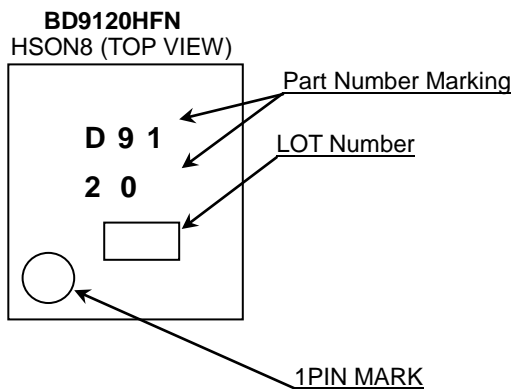 BD9120HFN
HSON8 (TOP VIEW)
Part Number Marking
D 9 1
LOT Number
2 0
1PIN MARK